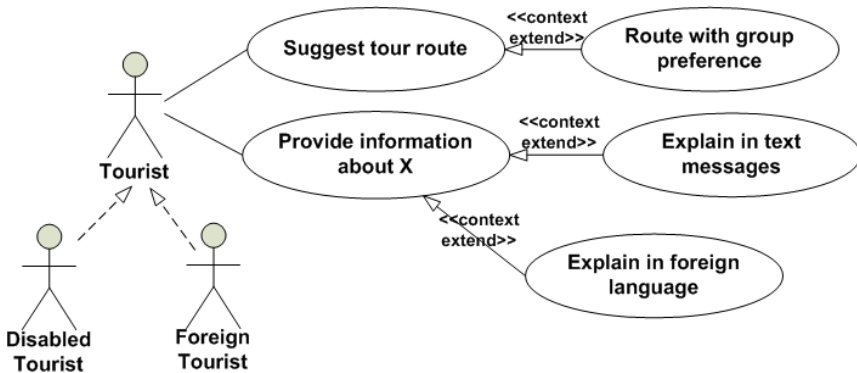 <<context
extend>>
Suggest tour route
Route with group
preference
<<context
extend>>
Provide information
about X
Explain in text
messages
Tourist
<<context
extend>>
Explain in foreign
language
Disabled
Tourist
Foreign
Tourist